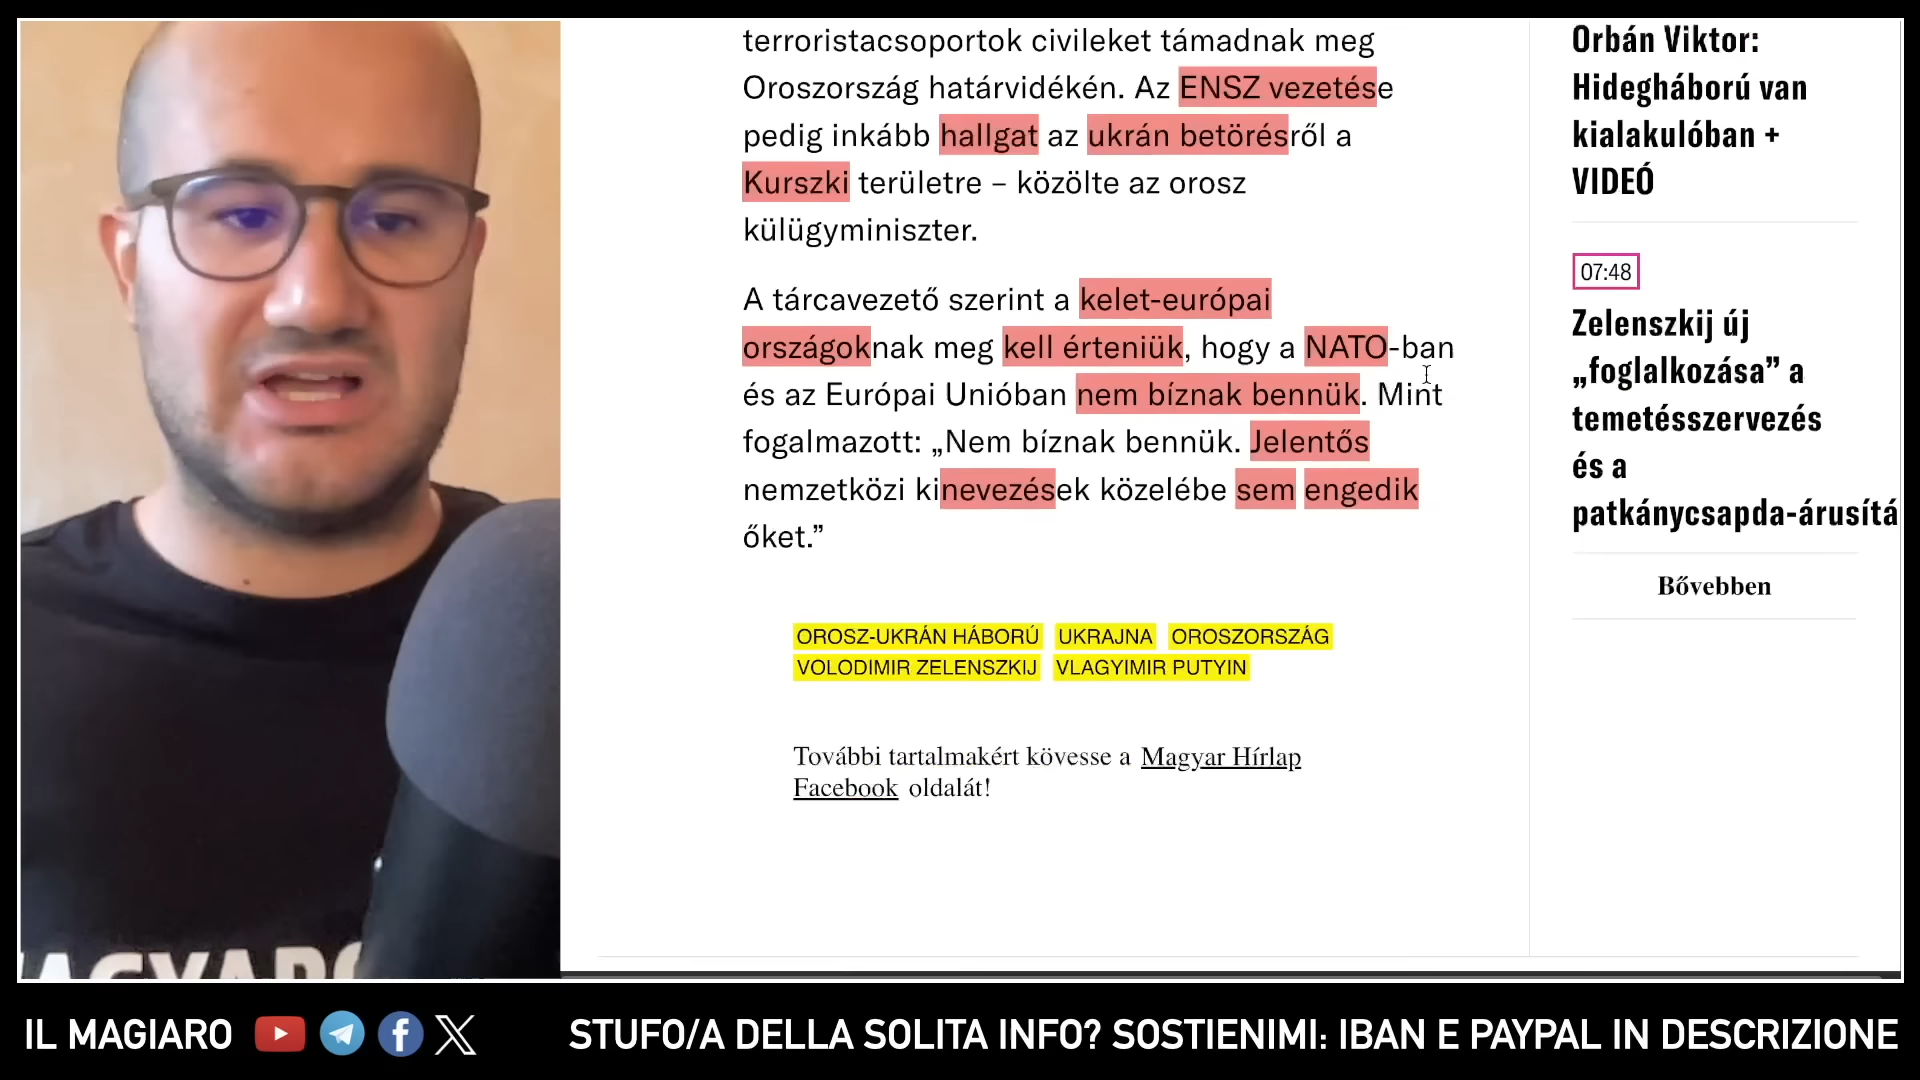 terroristacsoportok civileket támadnak meg
Oroszország határvidékén. Az ENSZ vezetése
pedig inkább hallgat az ukrán betörésről a
Kurszki területre – közölte az orosz
külügyminiszter.
A tárcavezető szerint a kelet-európai
országoknak meg kell érteniük, hogy a NATO-ban
és az Európai Unióban nem bíznak bennük. Mint
fogalmazott: „Nem bíznak bennük. Jelentős
nemzetközi kinevezések közelébe sem engedik
őket.”
OROSZ-UKRÁN HÁBORÚ UKRAJNA OROSZORSZÁG
VOLODIMIR ZELENSZKIJ VLAGYIMIR PUTYIN
További tartalmakért kövesse a Magyar Hírlap
Facebook oldalát!
Orbán Viktor:
Hidegháború van
kialakulóban +
VIDEÓ
07:48
Zelenszkij új
„foglalkozása” a
temetésszervezés
és a
patkánycsapda-árusítá
Bővebben
IL MAGIARO
STUFO/A DELLA SOLITA INFO? SOSTIENIMI: IBAN E PAYPAL IN DESCRIZIONE